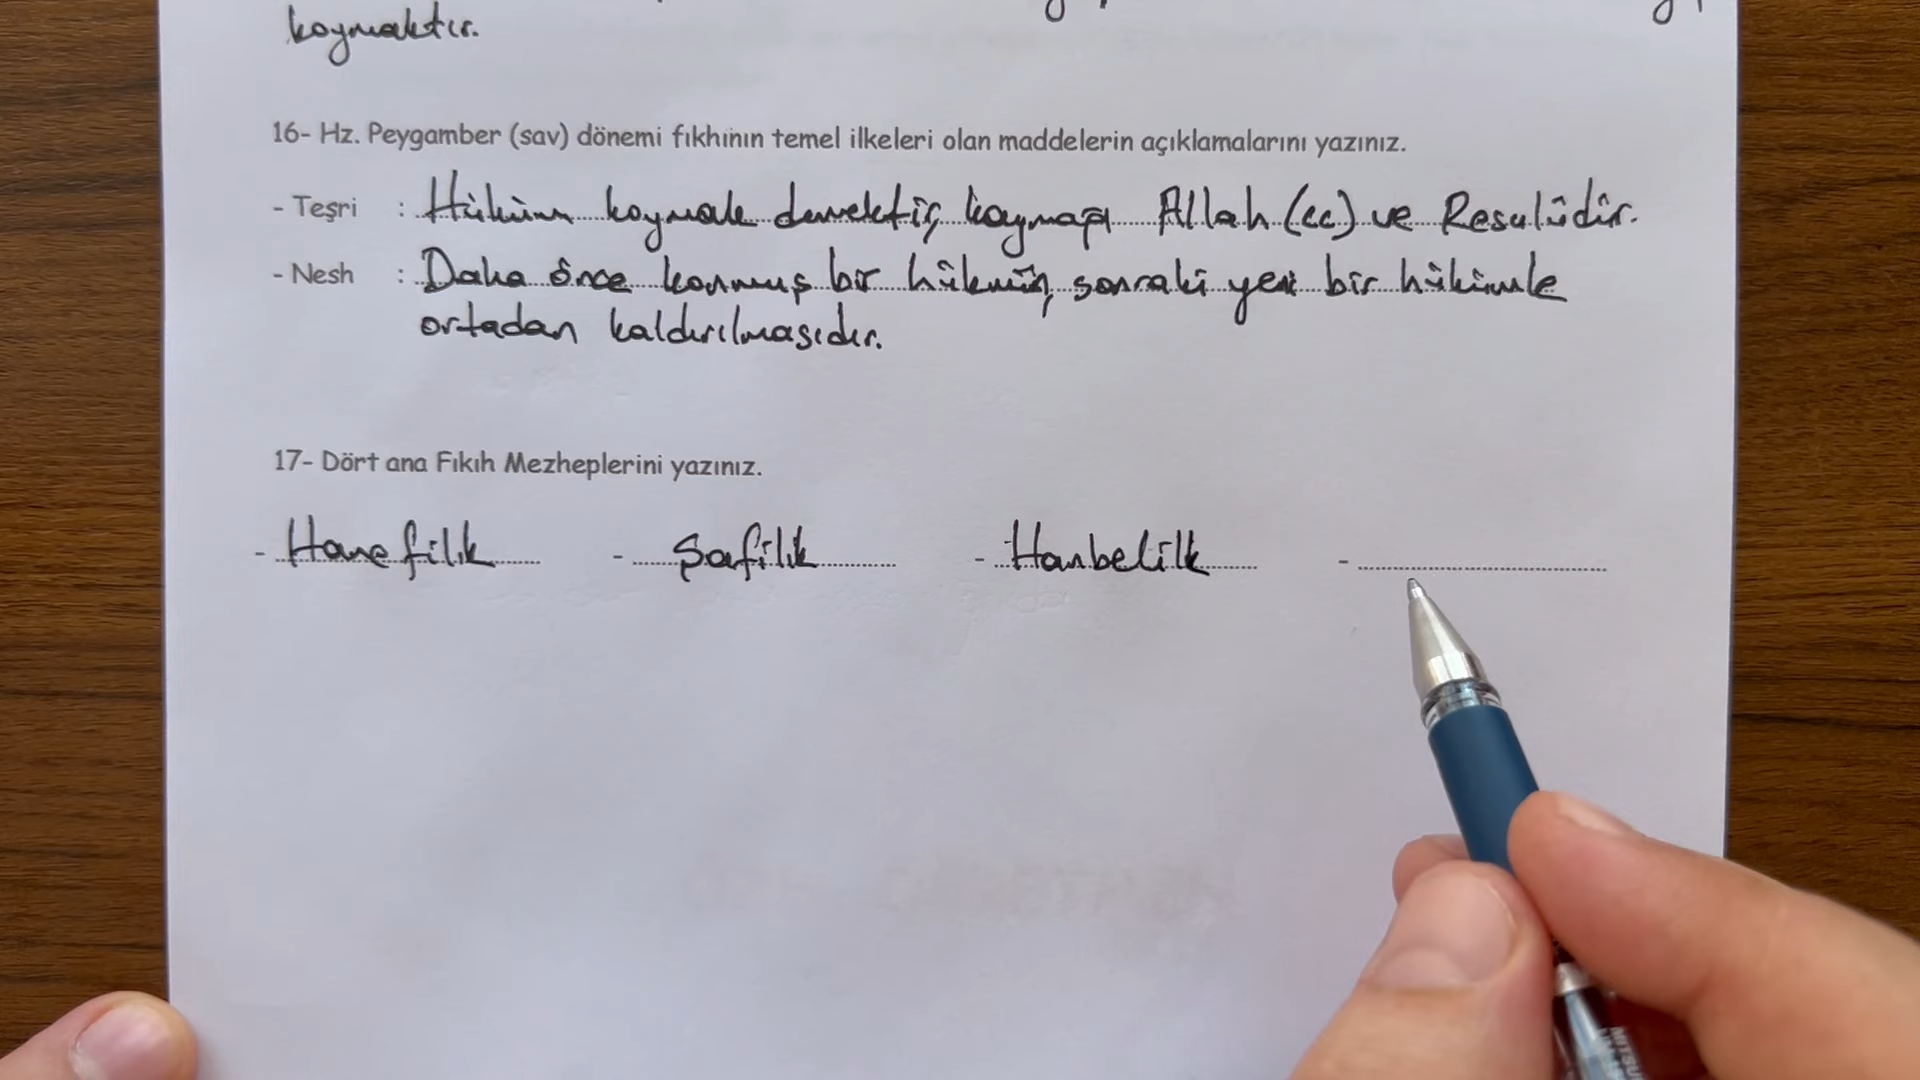 koymaktır.
16- Hz. Peygamber (sav) dönemi fıkhının temel ilkeleri olan maddelerin açıklamalarını yazınız.
- Teşri : Hüküm koymak demektir, koymayı Allah (cc) ve Resulüdür.
- Nesh : Daha önce konmuş bir hükmün, sonraki yeni bir hükümle
ortadan kaldırılmasıdır.
17- Dört ana Fıkıh Mezheplerini yazınız.
- Hanefilik - Şafilik - Hanbelilk -